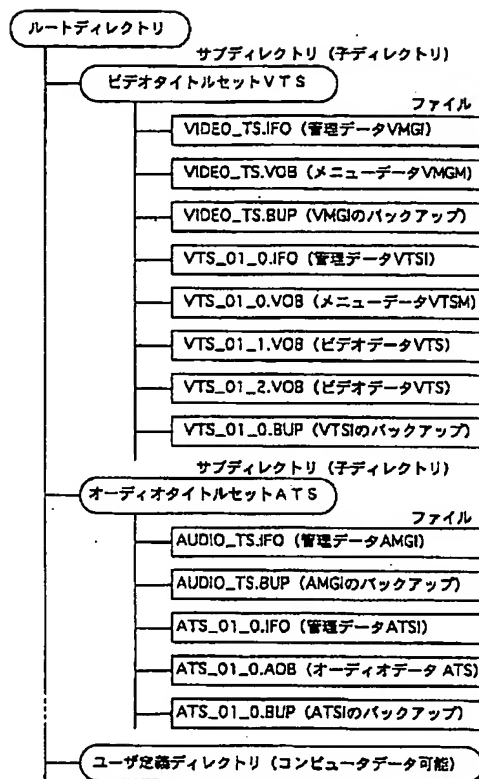 ルートディレクトリ
サブディレクトリ（子ディレクトリ）
ビデオタイトルセットVTS
ファイル
VIDEO_TS.IFO（管理データVMGI）
VIDEO_TS.VOB（メニューデータVMGM）
VIDEO_TS.BUP（VMGIのバックアップ）
VTS_01_0.IFO（管理データVTSI）
VTS_01_0.VOB（メニューデータVTSM）
VTS_01_1.VOB（ビデオデータVTS）
VTS_01_2.VOB（ビデオデータVTS）
VTS_01_0.BUP（VTSIのバックアップ）
サブディレクトリ（子ディレクトリ）
オーディオタイトルセットATS
ファイル
AUDIO_TS.IFO（管理データAMGI）
AUDIO_TS.BUP（AMGIのバックアップ）
ATS_01_0.IFO（管理データATSI）
ATS_01_0.AOB（オーディオデータ ATS）
ATS_01_0.BUP（ATSIのバックアップ）
ユーザ定義ディレクトリ（コンピュータデータ可能）